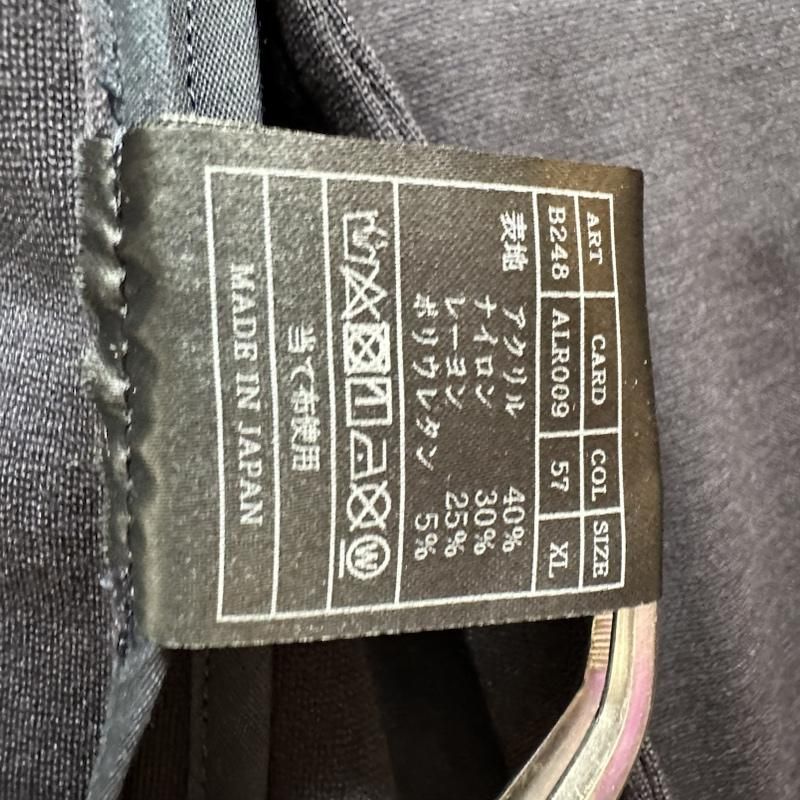 ART CARD COL SIZE
B248 ALR009 57 XL
表地 アクリル 40%
ナイロン 30%
レーヨン 25%
ポリウレタン 5%
W
当て布使用
MADE IN JAPAN